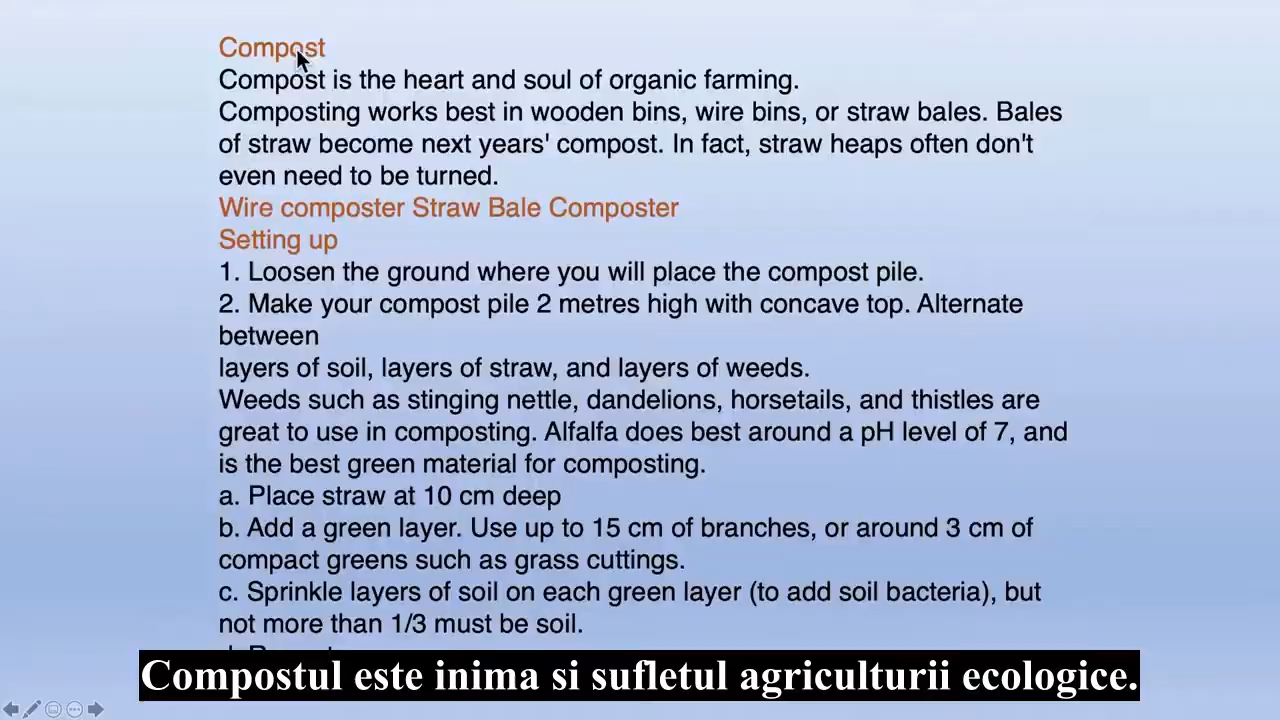 Compost
Compost is the heart and soul of organic farming.
Composting works best in wooden bins, wire bins, or straw bales. Bales
of straw become next years' compost. In fact, straw heaps often don't
even need to be turned.
Wire composter Straw Bale Composter
Setting up
1. Loosen the ground where you will place the compost pile.
2. Make your compost pile 2 metres high with concave top. Alternate
between
layers of soil, layers of straw, and layers of weeds.
Weeds such as stinging nettle, dandelions, horsetails, and thistles are
great to use in composting. Alfalfa does best around a pH level of 7, and
is the best green material for composting.
a. Place straw at 10 cm deep
b. Add a green layer. Use up to 15 cm of branches, or around 3 cm of
compact greens such as grass cuttings.
c. Sprinkle layers of soil on each green layer (to add soil bacteria), but
not more than 1/3 must be soil.
Compostul este inima si sufletul agriculturii ecologice.